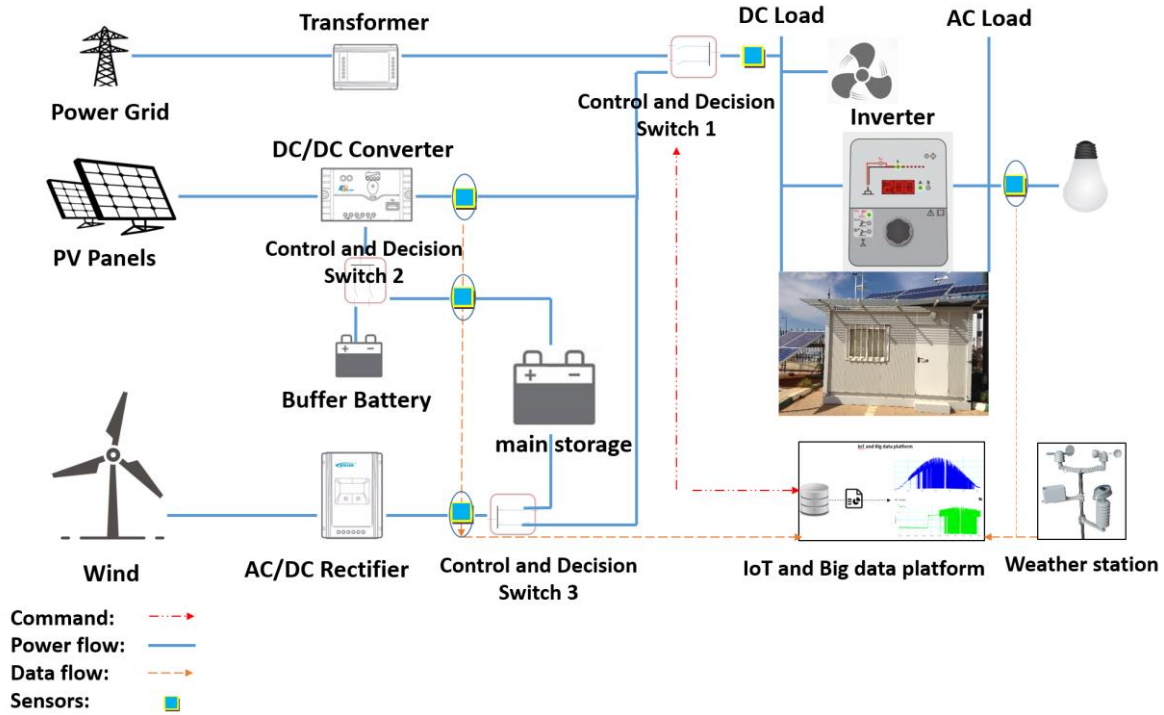 DC Load
AC Load
Transformer
Power Grid
Control and Decision
Switch 1
Inverter
DC/DC Converter
PV Panels
Control and Decision
Switch 2
Buffer Battery
main storage
IoT and Big data platform
Wind
AC/DC Rectifier
Control and Decision
Switch 3
IoT and Big data platform
Weather station
Command:
Power flow:
Data flow:
Sensors: